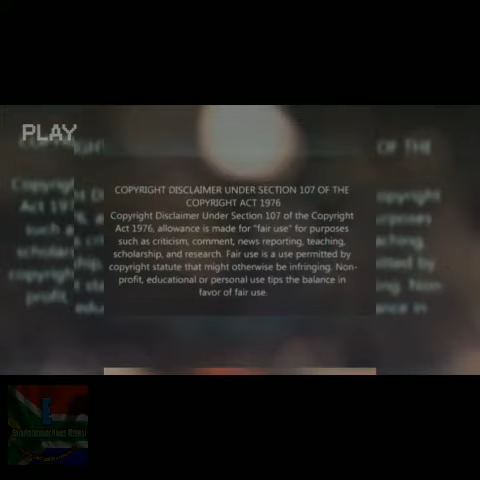 PLAY
COPYRIGHT DISCLAIMER UNDER SECTION 107 OF THE
COPYRIGHT ACT 1976
Copyright Disclaimer Under Section 107 of the Copyright
Act 1976, allowance is made for "fair use" for purposes
such as criticism, comment, news reporting, teaching,
scholarship, and research. Fair use is a use permitted by
copyright statute that might otherwise be infringing. Non-
profit, educational or personal use tips the balance in
favor of fair use.